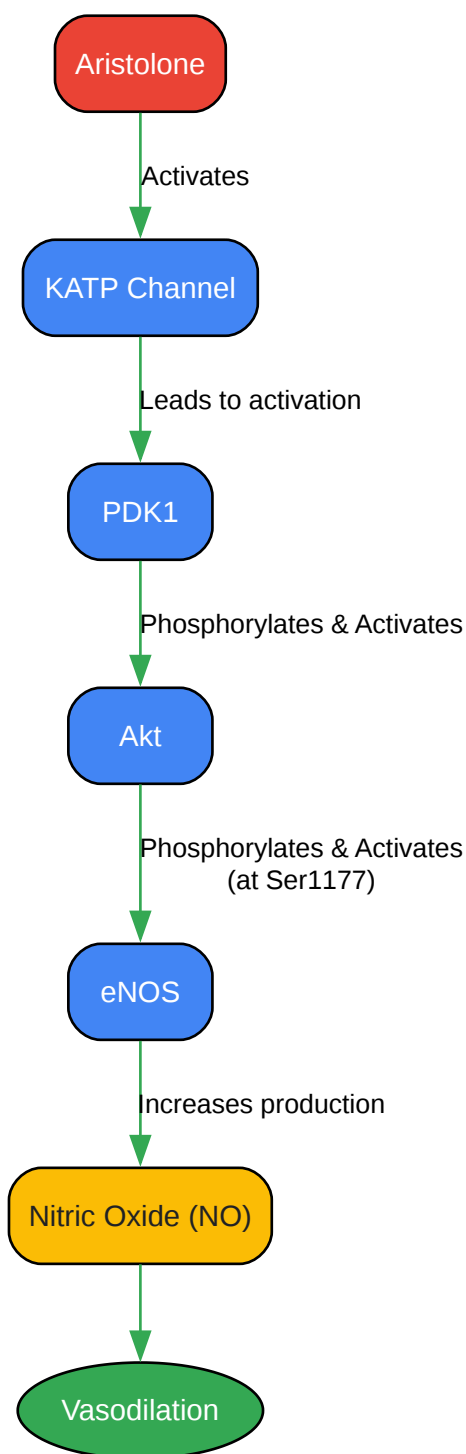 Aristolone
Activates
KATP Channel
Leads to activation
PDK1
Phosphorylates & Activates
Akt
Phosphorylates & Activates
(at Ser1177)
eNOS
Increases production
Nitric Oxide (NO)
Vasodilation